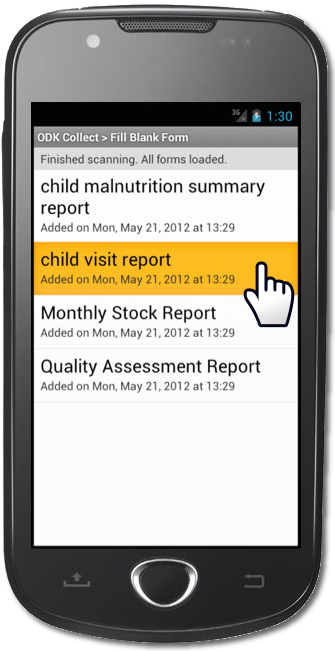 3G 1:30
ODK Collect > Fill Blank Form
Finished scanning. All forms loaded.
child malnutrition summary
report
Added on Mon, May 21, 2012 at 13:29
child visit report
Added on Mon, May 21, 2012 at 13:29
Monthly Stock Report
Added on Mon, May 21, 2012 at 13:29
Quality Assessment Report
Added on Mon, May 21, 2012 at 13:29